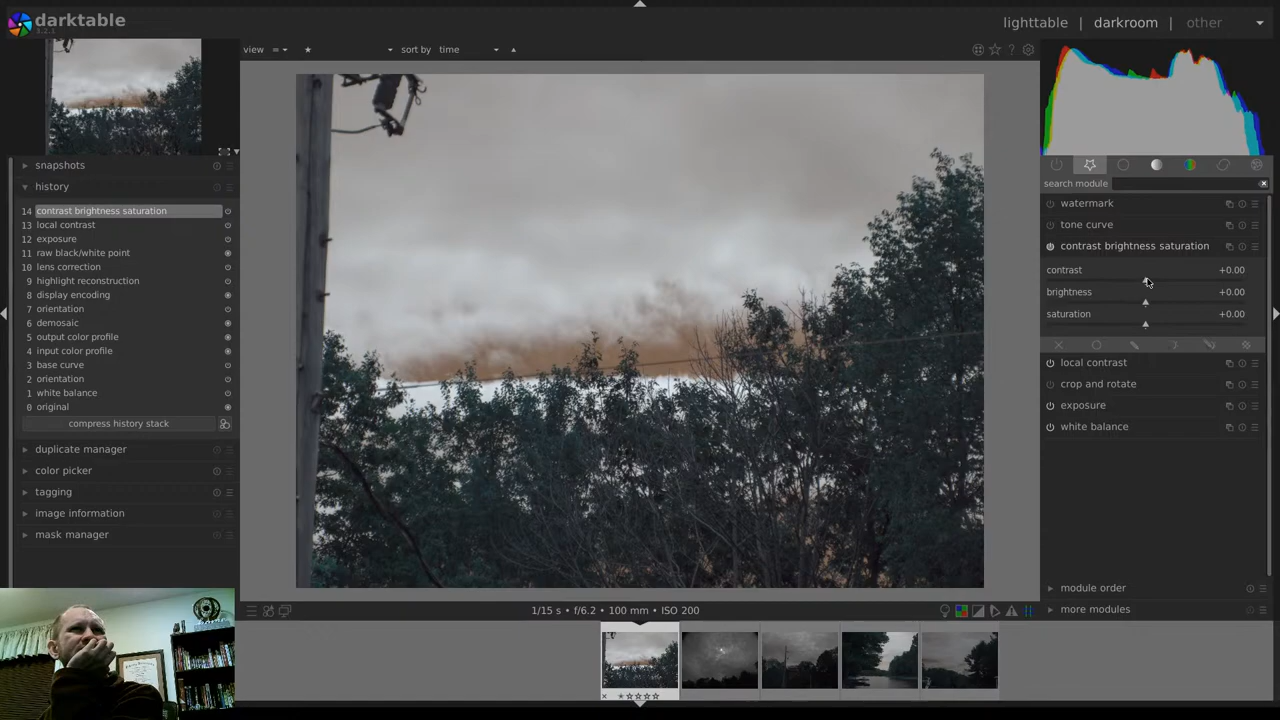 darktable
3.2.1
lighttable | darkroom | other
view = ★ sort by time
snapshots
history
14 contrast brightness saturation
13 local contrast
12 exposure
11 raw black/white point
10 lens correction
9 highlight reconstruction
8 display encoding
7 orientation
6 demosaic
5 output color profile
4 input color profile
3 base curve
2 orientation
1 white balance
0 original
compress history stack
duplicate manager
color picker
tagging
image information
mask manager
search module
watermark
tone curve
contrast brightness saturation
contrast +0.00
brightness +0.00
saturation +0.00
local contrast
crop and rotate
exposure
white balance
module order
more modules
1/15 s • f/6.2 • 100 mm • ISO 200